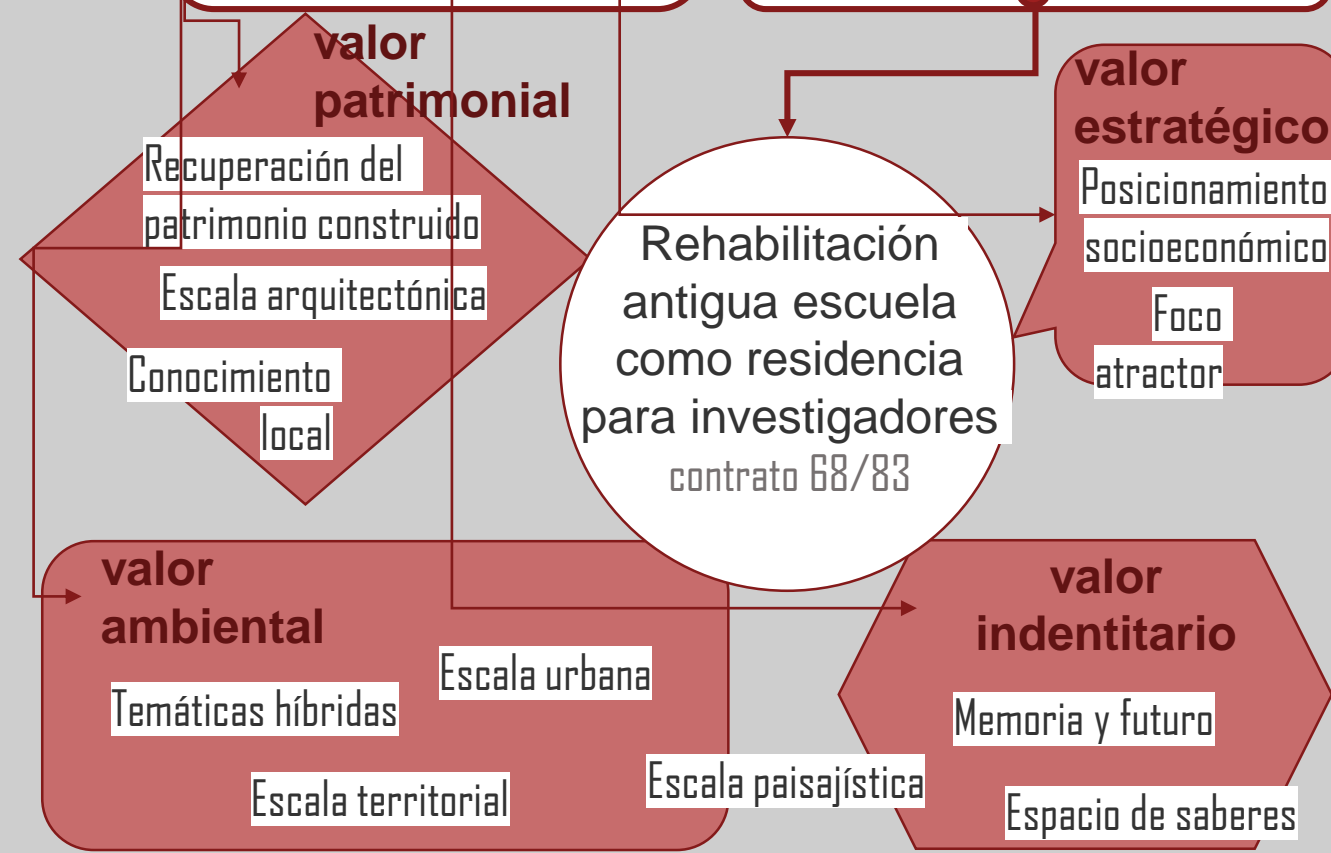 valor
patrimonial
Recuperación del
patrimonio construido
Escala arquitectónica
Conocimiento
local
Rehabilitación
antigua escuela
como residencia
para investigadores
contrato 68/83
valor
estratégico
Posicionamiento
socioeconómico
Foco
atractor
valor
ambiental
Escala urbana
Temáticas híbridas
Escala territorial
Escala paisajística
valor
indentitario
Memoria y futuro
Espacio de saberes